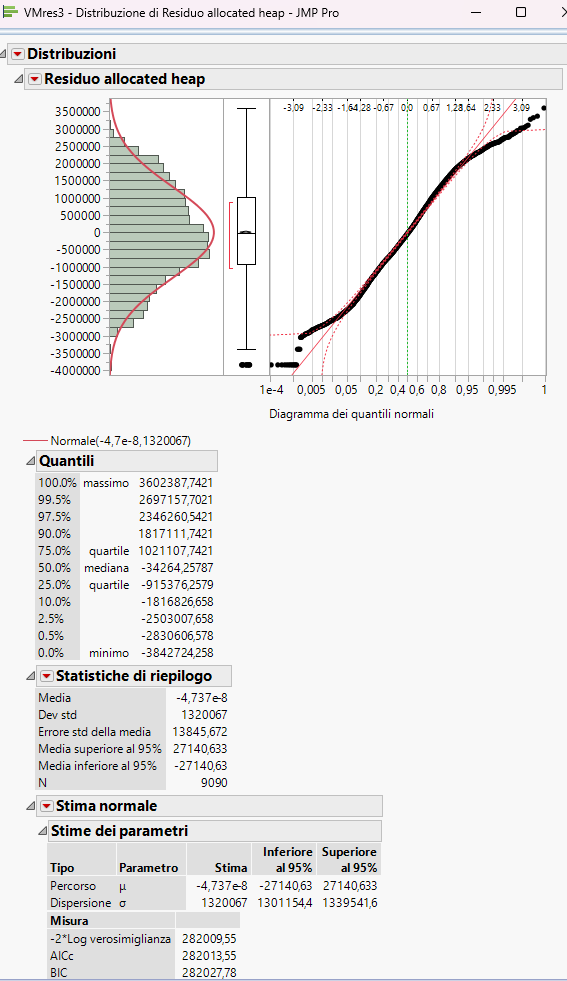 VMres3 - Distribuzione di Residuo allocated heap - JMP Pro
Distribuzioni
Residuo allocated heap
3500000
3000000
2500000
2000000
1500000
1000000
500000
0
-500000
-1000000
-1500000
-2000000
-2500000
-3000000
-3500000
-4000000
-3,09 -2,33 -1,64 -1,28 -0,67 0,0 0,67 1,28 1,64 2,33 3,09
1e-4 0,005 0,05 0,2 0,4 0,6 0,8 0,95 0,995 1
Diagramma dei quantili normali
Normale(-4,7e-8,1320067)
Quantili
100.0% massimo 3602387,7421
99.5% 2697157,7021
97.5% 2346260,5421
90.0% 1817111,7421
75.0% quartile 1021107,7421
50.0% mediana -34264,25787
25.0% quartile -915376,2579
10.0% -1816826,658
2.5% -2503007,658
0.5% -2830606,578
0.0% minimo -3842724,258
Statistiche di riepilogo
Media -4,737e-8
Dev std 1320067
Errore std della media 13845,672
Media superiore al 95% 27140,633
Media inferiore al 95% -27140,63
N 9090
Stima normale
Stime dei parametri
Tipo Parametro Stima Inferiore al 95% Superiore al 95%
Percorso μ -4,737e-8 -27140,63 27140,633
Dispersione σ 1320067 1301154,4 1339541,6
Misura
-2*Log verosimiglianza 282009,55
AICc 282013,55
BIC 282027,78